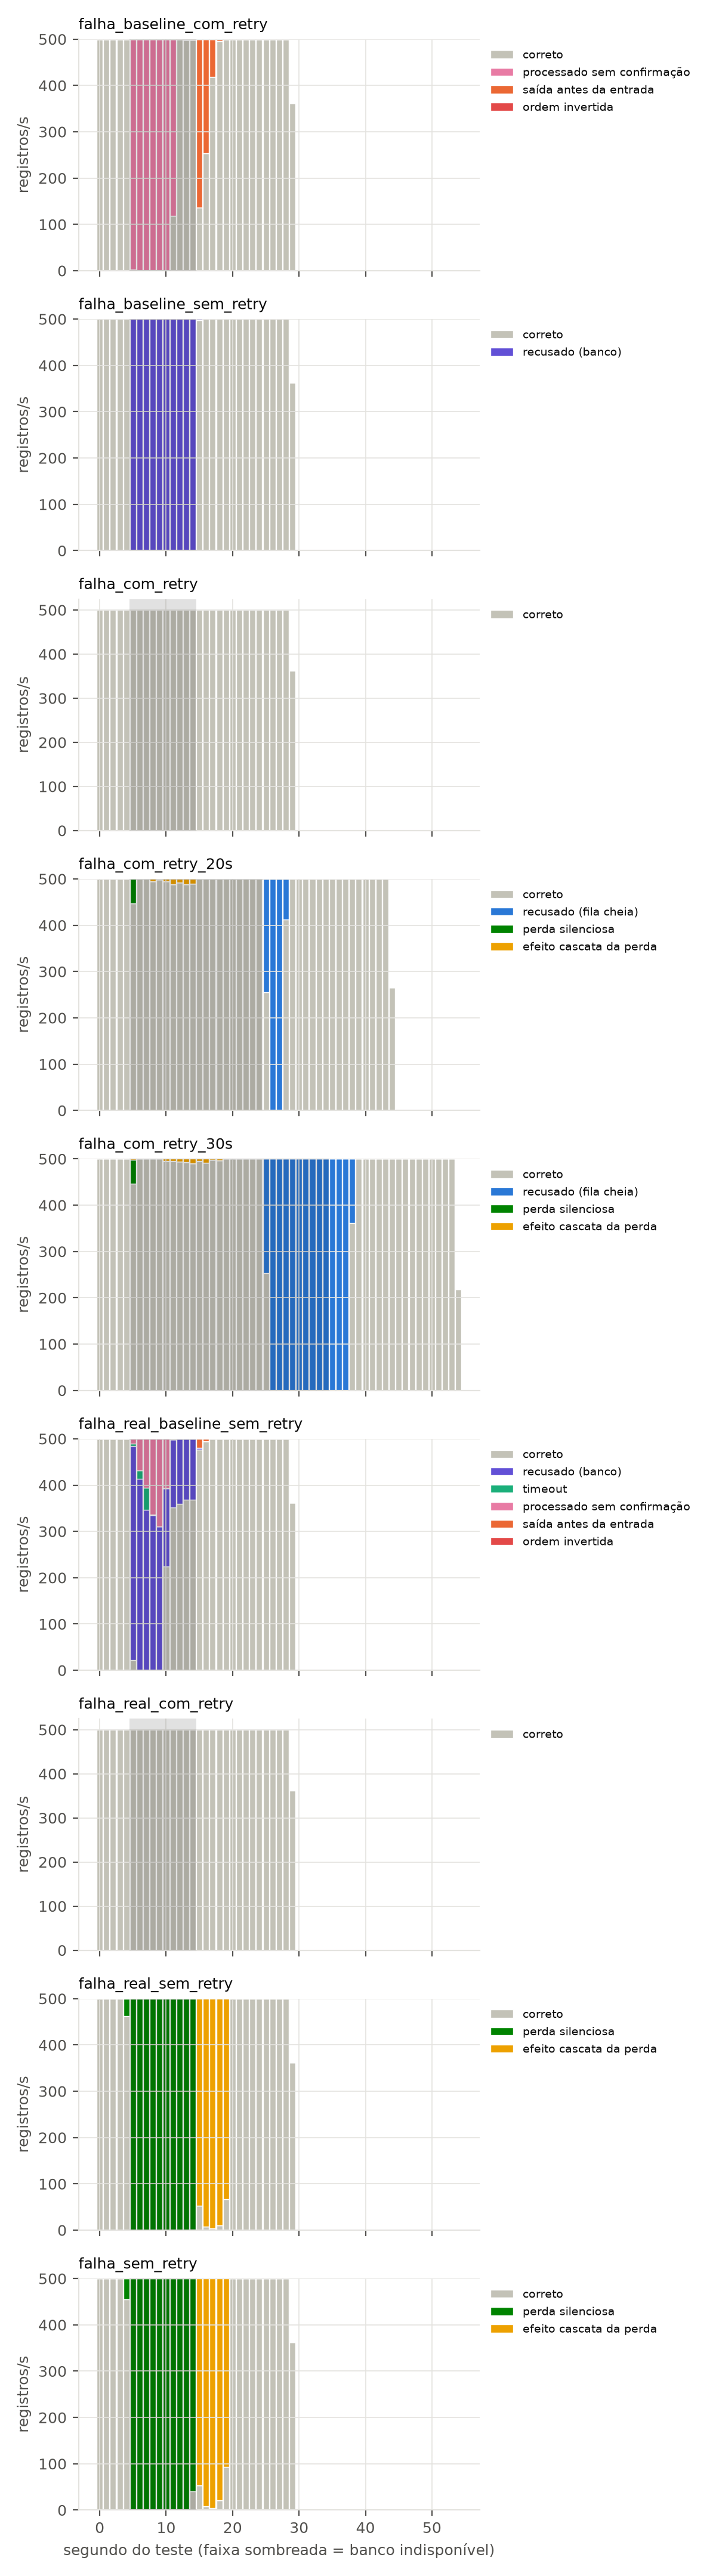 falha_baseline_com_retry
500
400
300
200
100
0
registros/s
correto
processado sem confirmação
saída antes da entrada
ordem invertida
falha_baseline_sem_retry
500
400
300
200
100
0
registros/s
correto
recusado (banco)
falha_com_retry
500
400
300
200
100
0
registros/s
correto
falha_com_retry_20s
500
400
300
200
100
0
registros/s
correto
recusado (fila cheia)
perda silenciosa
efeito cascata da perda
falha_com_retry_30s
500
400
300
200
100
0
registros/s
correto
recusado (fila cheia)
perda silenciosa
efeito cascata da perda
falha_real_baseline_sem_retry
500
400
300
200
100
0
registros/s
correto
recusado (banco)
timeout
processado sem confirmação
saída antes da entrada
ordem invertida
falha_real_com_retry
500
400
300
200
100
0
registros/s
correto
falha_real_sem_retry
500
400
300
200
100
0
registros/s
correto
perda silenciosa
efeito cascata da perda
falha_sem_retry
500
400
300
200
100
0
registros/s
correto
perda silenciosa
efeito cascata da perda
0 10 20 30 40 50
segundo do teste (faixa sombreada = banco indisponível)